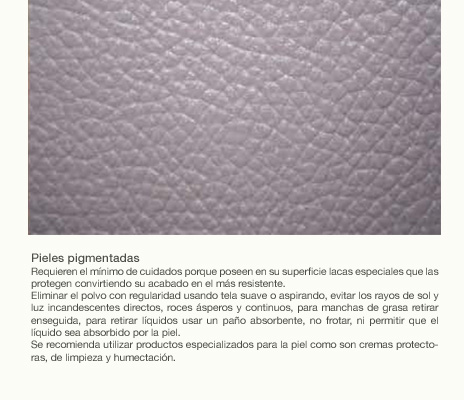 Pieles pigmentadas
Requieren el mínimo de cuidados porque poseen en su superficie lacas especiales que las
protegen convirtiendo su acabado en el más resistente.
Eliminar el polvo con regularidad usando tela suave o aspirando, evitar los rayos de sol y
luz incandescentes directos, roces ásperos y continuos, para manchas de grasa retirar
enseguida, para retirar líquidos usar un paño absorbente, no frotar, ni permitir que el
líquido sea absorbido por la piel.
Se recomienda utilizar productos especializados para la piel como son cremas protecto-
ras, de limpieza y humectación.